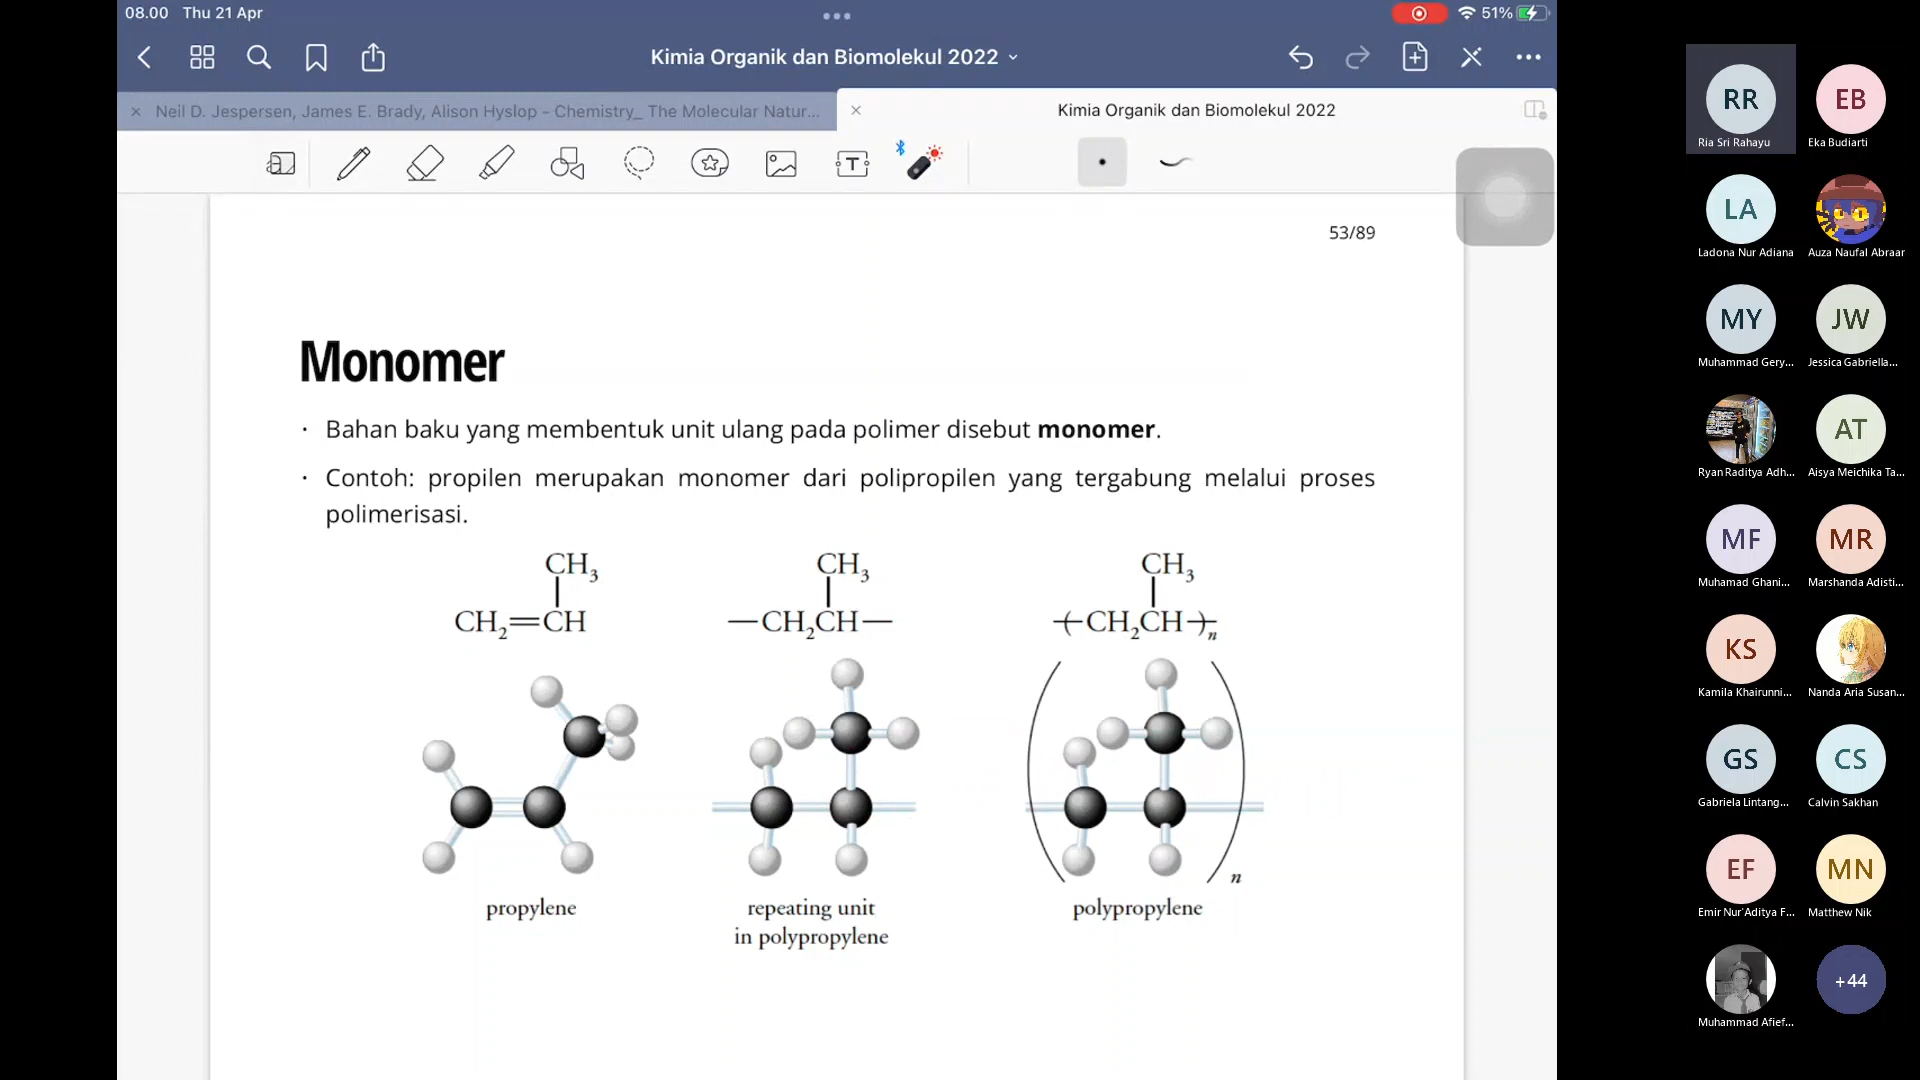 08.00 Thu 21 Apr
51%
Kimia Organik dan Biomolekul 2022
Neil D. Jespersen, James E. Brady, Alison Hyslop - Chemistry_ The Molecular Natur...
Kimia Organik dan Biomolekul 2022
T
53/89
Monomer
· Bahan baku yang membentuk unit ulang pada polimer disebut monomer.
· Contoh: propilen merupakan monomer dari polipropilen yang tergabung melalui proses
polimerisasi.
CH₃ CH₃ CH₃
CH₂=CH —CH₂CH— —(CH₂CH)—ₙ
n
propylene
repeating unit
in polypropylene
polypropylene
RR
Ria Sri Rahayu
EB
Eka Budiarti
LA
Ladona Nur Adiana
Auza Naufal Abraar
MY
Muhammad Gery...
JW
Jessica Gabriella...
Ryan Raditya Adh...
AT
Aisya Meichika Ta...
MF
Muhamad Ghani...
MR
Marshanda Adisti...
KS
Kamila Khairunni...
Nanda Aria Susan...
GS
Gabriela Lintang...
CS
Calvin Sakhan
EF
Emir Nur'Aditya F...
MN
Matthew Nik
Muhammad Afief...
+44